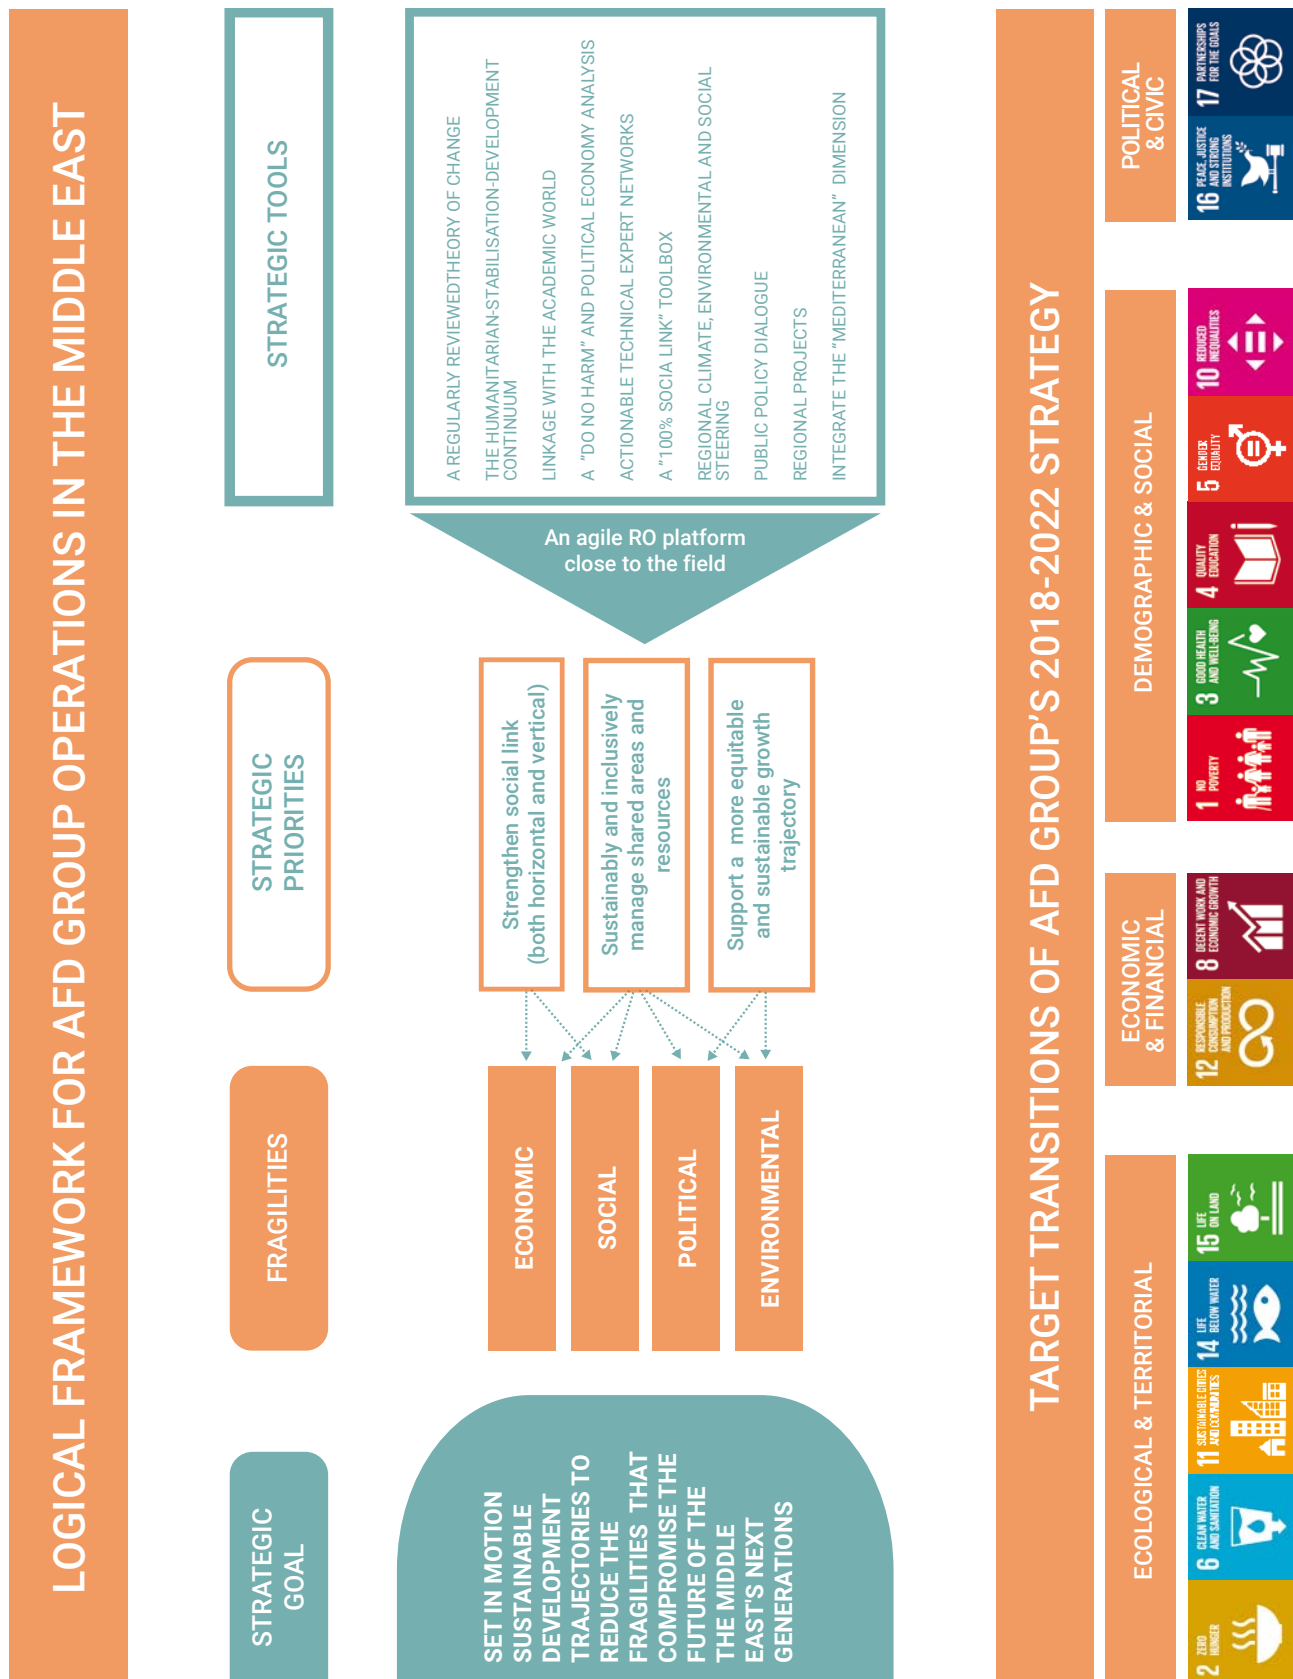 LOGICAL FRAMEWORK FOR AFD GROUP OPERATIONS IN THE MIDDLE EAST
STRATEGIC
GOAL
FRAGILITIES
STRATEGIC
PRIORITIES
STRATEGIC TOOLS
SET IN MOTION
SUSTAINABLE
DEVELOPMENT
TRAJECTORIES TO
REDUCE THE
FRAGILITIES THAT
COMPROMISE THE
FUTURE OF THE
THE MIDDLE
EAST'S NEXT
GENERATIONS
ECONOMIC
SOCIAL
POLITICAL
ENVIRONMENTAL
Strengthen social link
(both horizontal and vertical)
Sustainably and inclusively
manage shared areas and
resources
Support a more equitable
and sustainable growth
trajectory
An agile RO platform
close to the field
A REGULARLY REVIEWEDTHEORY OF CHANGE
THE HUMANITARIAN-STABILISATION-DEVELOPMENT
CONTINUUM
LINKAGE WITH THE ACADEMIC WORLD
A "DO NO HARM" AND POLITICAL ECONOMY ANALYSIS
ACTIONABLE TECHNICAL EXPERT NETWORKS
A "100% SOCIA LINK" TOOLBOX
REGIONAL CLIMATE, ENVIRONMENTAL AND SOCIAL
STEERING
PUBLIC POLICY DIALOGUE
REGIONAL PROJECTS
INTEGRATE THE "MEDITERRANEAN" DIMENSION
TARGET TRANSITIONS OF AFD GROUP'S 2018-2022 STRATEGY
ECOLOGICAL & TERRITORIAL
2 ZERO
HUNGER
6 CLEAN WATER
AND SANITATION
11 SUSTAINABLE CITIES
AND COMMUNITIES
14 LIFE
BELOW WATER
15 LIFE
ON LAND
ECONOMIC
& FINANCIAL
12 RESPONSIBLE
CONSUMPTION
AND PRODUCTION
8 DECENT WORK AND
ECONOMIC GROWTH
DEMOGRAPHIC & SOCIAL
1 NO
POVERTY
3 GOOD HEALTH
AND WELL-BEING
4 QUALITY
EDUCATION
5 GENDER
EQUALITY
10 REDUCED
INEQUALITIES
POLITICAL
& CIVIC
16 PEACE, JUSTICE
AND STRONG
INSTITUTIONS
17 PARTNERSHIPS
FOR THE GOALS